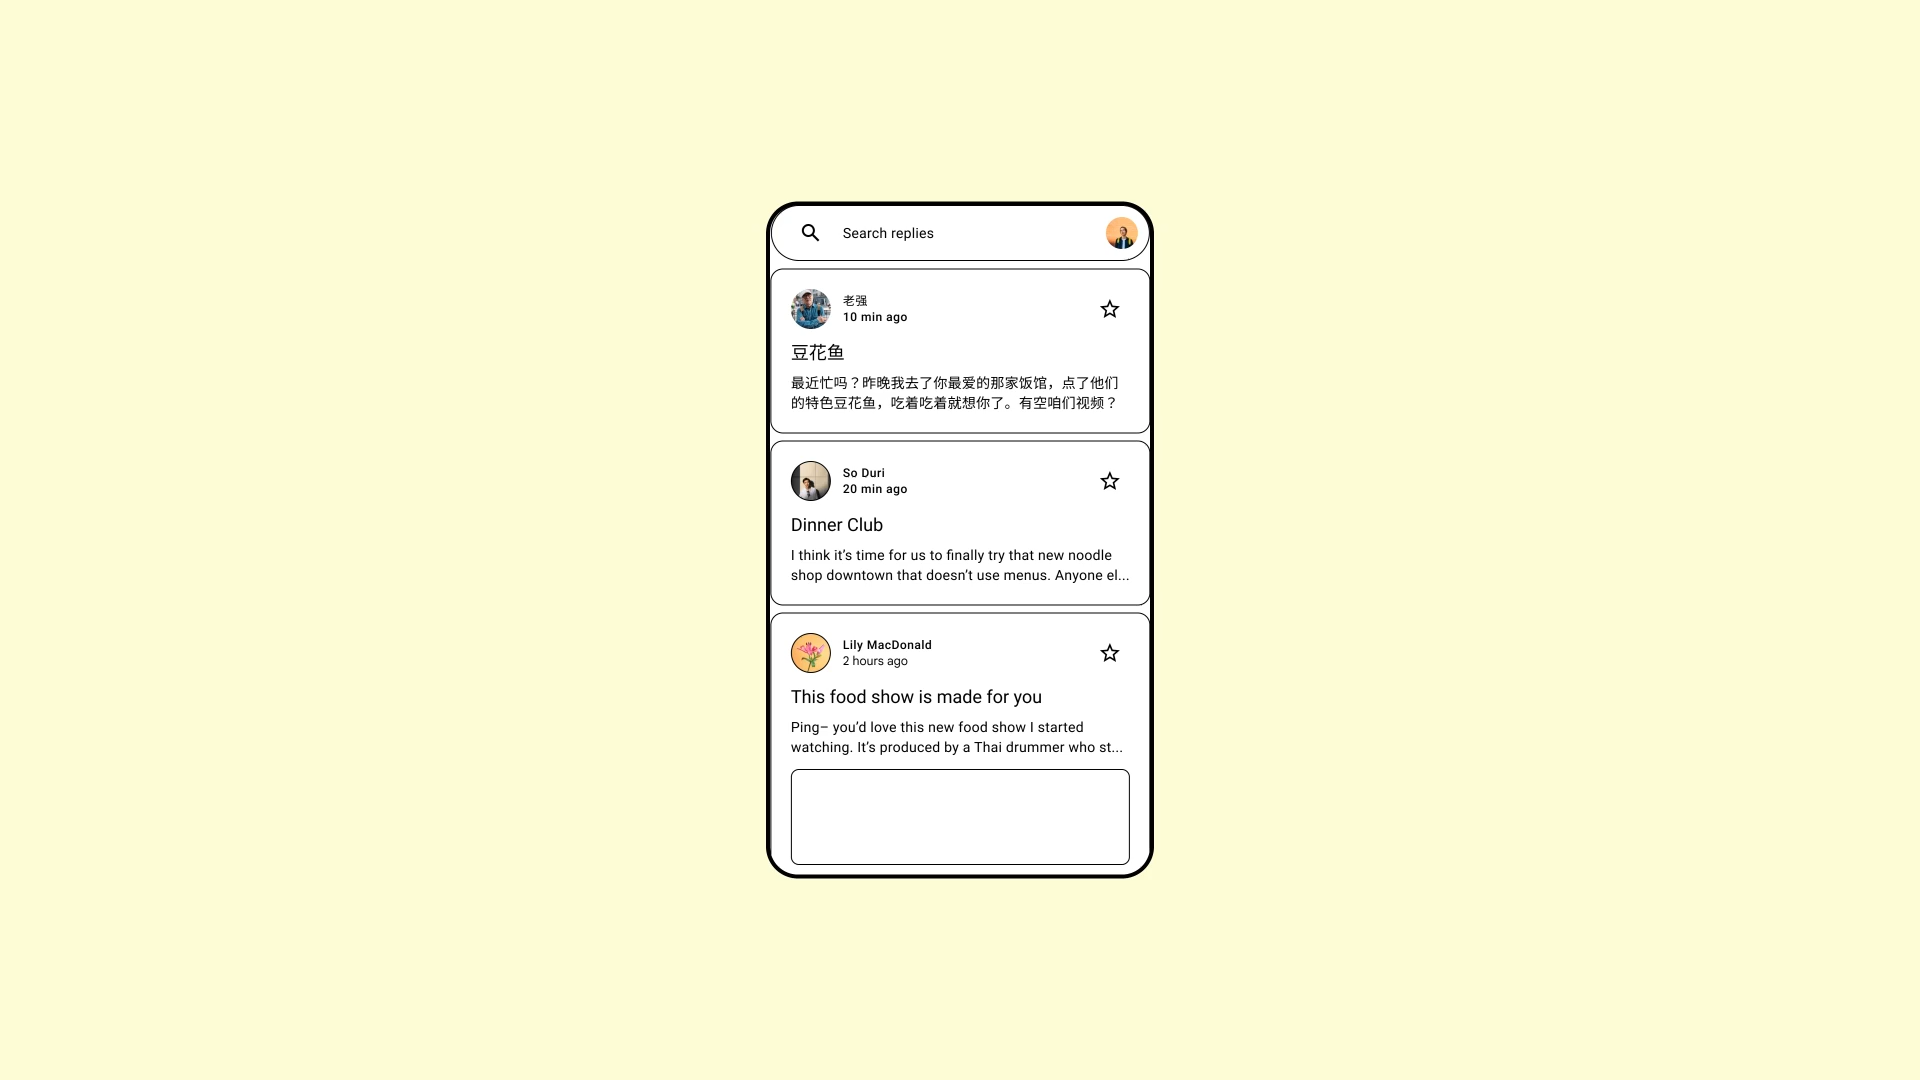 Search replies
老强
10 min ago
豆花鱼
最近忙吗？昨晚我去了你最爱的那家饭馆，点了他们
的特色豆花鱼，吃着吃着就想你了。有空咱们视频？
So Duri
20 min ago
Dinner Club
I think it’s time for us to finally try that new noodle
shop downtown that doesn’t use menus. Anyone el...
Lily MacDonald
2 hours ago
This food show is made for you
Ping– you’d love this new food show I started
watching. It’s produced by a Thai drummer who st...